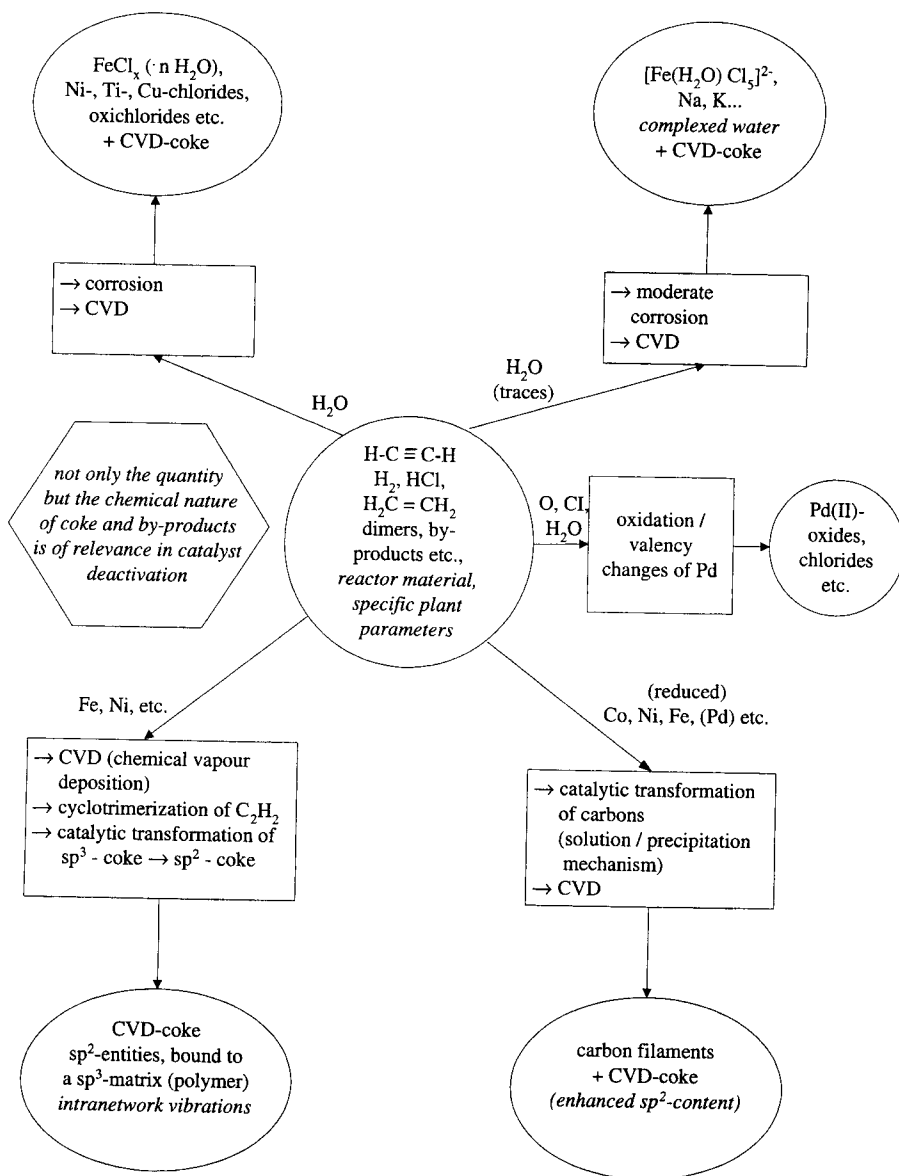 FeClₓ (· n H₂O),
Ni-, Ti-, Cu-chlorides,
oxichlorides etc.
+ CVD-coke
[Fe(H₂O) Cl₅]²⁻,
Na, K...
complexed water
+ CVD-coke
→ corrosion
→ CVD
→ moderate
corrosion
→ CVD
H₂O
H₂O
(traces)
not only the quantity
but the chemical nature
of coke and by-products
is of relevance in catalyst
deactivation
H-C ≡ C-H
H₂, HCl,
H₂C = CH₂
dimers, by-
products etc.,
reactor material,
specific plant
parameters
O, Cl,
H₂O
oxidation /
valency
changes of Pd
Pd(II)-
oxides,
chlorides
etc.
Fe, Ni, etc.
(reduced)
Co, Ni, Fe, (Pd) etc.
→ CVD (chemical vapour
deposition)
→ cyclotrimerization of C₂H₂
→ catalytic transformation of
sp³ - coke → sp² - coke
→ catalytic transformation
of carbons
(solution / precipitation
mechanism)
→ CVD
CVD-coke
sp²-entities, bound to
a sp³-matrix (polymer)
intranetwork vibrations
carbon filaments
+ CVD-coke
(enhanced sp²-content)